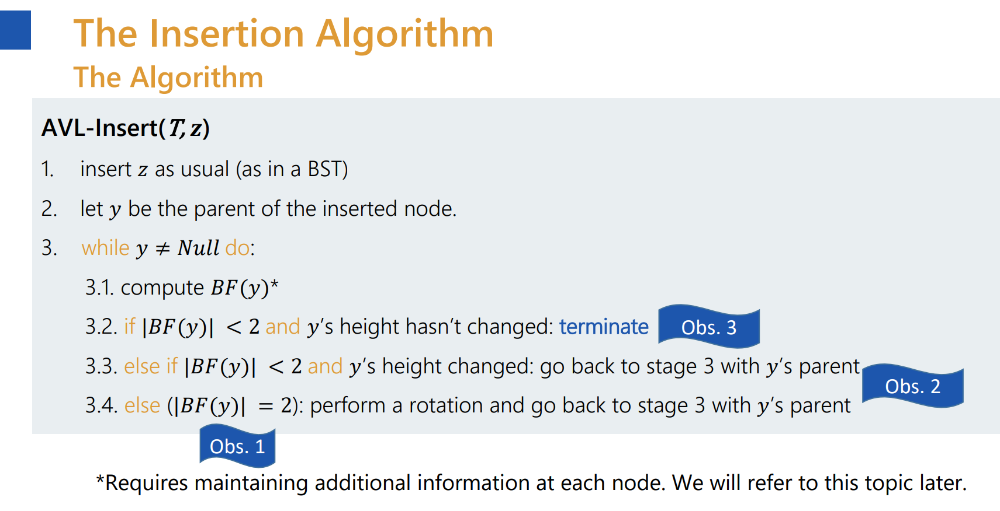 The Insertion Algorithm
The Algorithm
AVL-Insert(T, z)
1. insert z as usual (as in a BST)
2. let y be the parent of the inserted node.
3. while y ≠ Null do:
3.1. compute BF(y)*
3.2. if |BF(y)| < 2 and y's height hasn't changed: terminate
Obs. 3
3.3. else if |BF(y)| < 2 and y's height changed: go back to stage 3 with y's parent
Obs. 2
3.4. else (|BF(y)| = 2): perform a rotation and go back to stage 3 with y's parent
Obs. 1
*Requires maintaining additional information at each node. We will refer to this topic later.